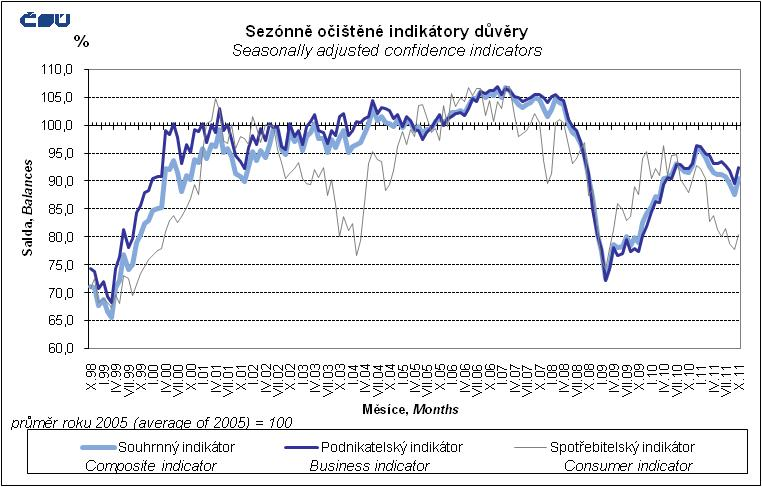 ČSÚ
Sezónně očištěné indikátory důvěry
Seasonally adjusted confidence indicators
%
110,0
105,0
100,0
95,0
90,0
85,0
80,0
75,0
70,0
65,0
60,0
Salda, Balances
X.98 I.99 IV.99 VII.99 X.99 I.00 IV.00 VII.00 X.00 I.01 IV.01 VII.01 X.01 I.02 IV.02 VII.02 X.02 I.03 IV.03 VII.03 X.03 I.04 IV.04 VII.04 X.04 I.05 IV.05 VII.05 X.05 I.06 IV.06 VII.06 X.06 I.07 IV.07 VII.07 X.07 I.08 IV.08 VII.08 X.08 I.09 IV.09 VII.09 X.09 I.10 IV.10 VII.10 X.10 I.11 IV.11 VII.11 X.11
Měsíce, Months
průměr roku 2005 (average of 2005) = 100
Souhrnný indikátor Podnikatelský indikátor Spotřebitelský indikátor
Composite indicator Business indicator Consumer indicator